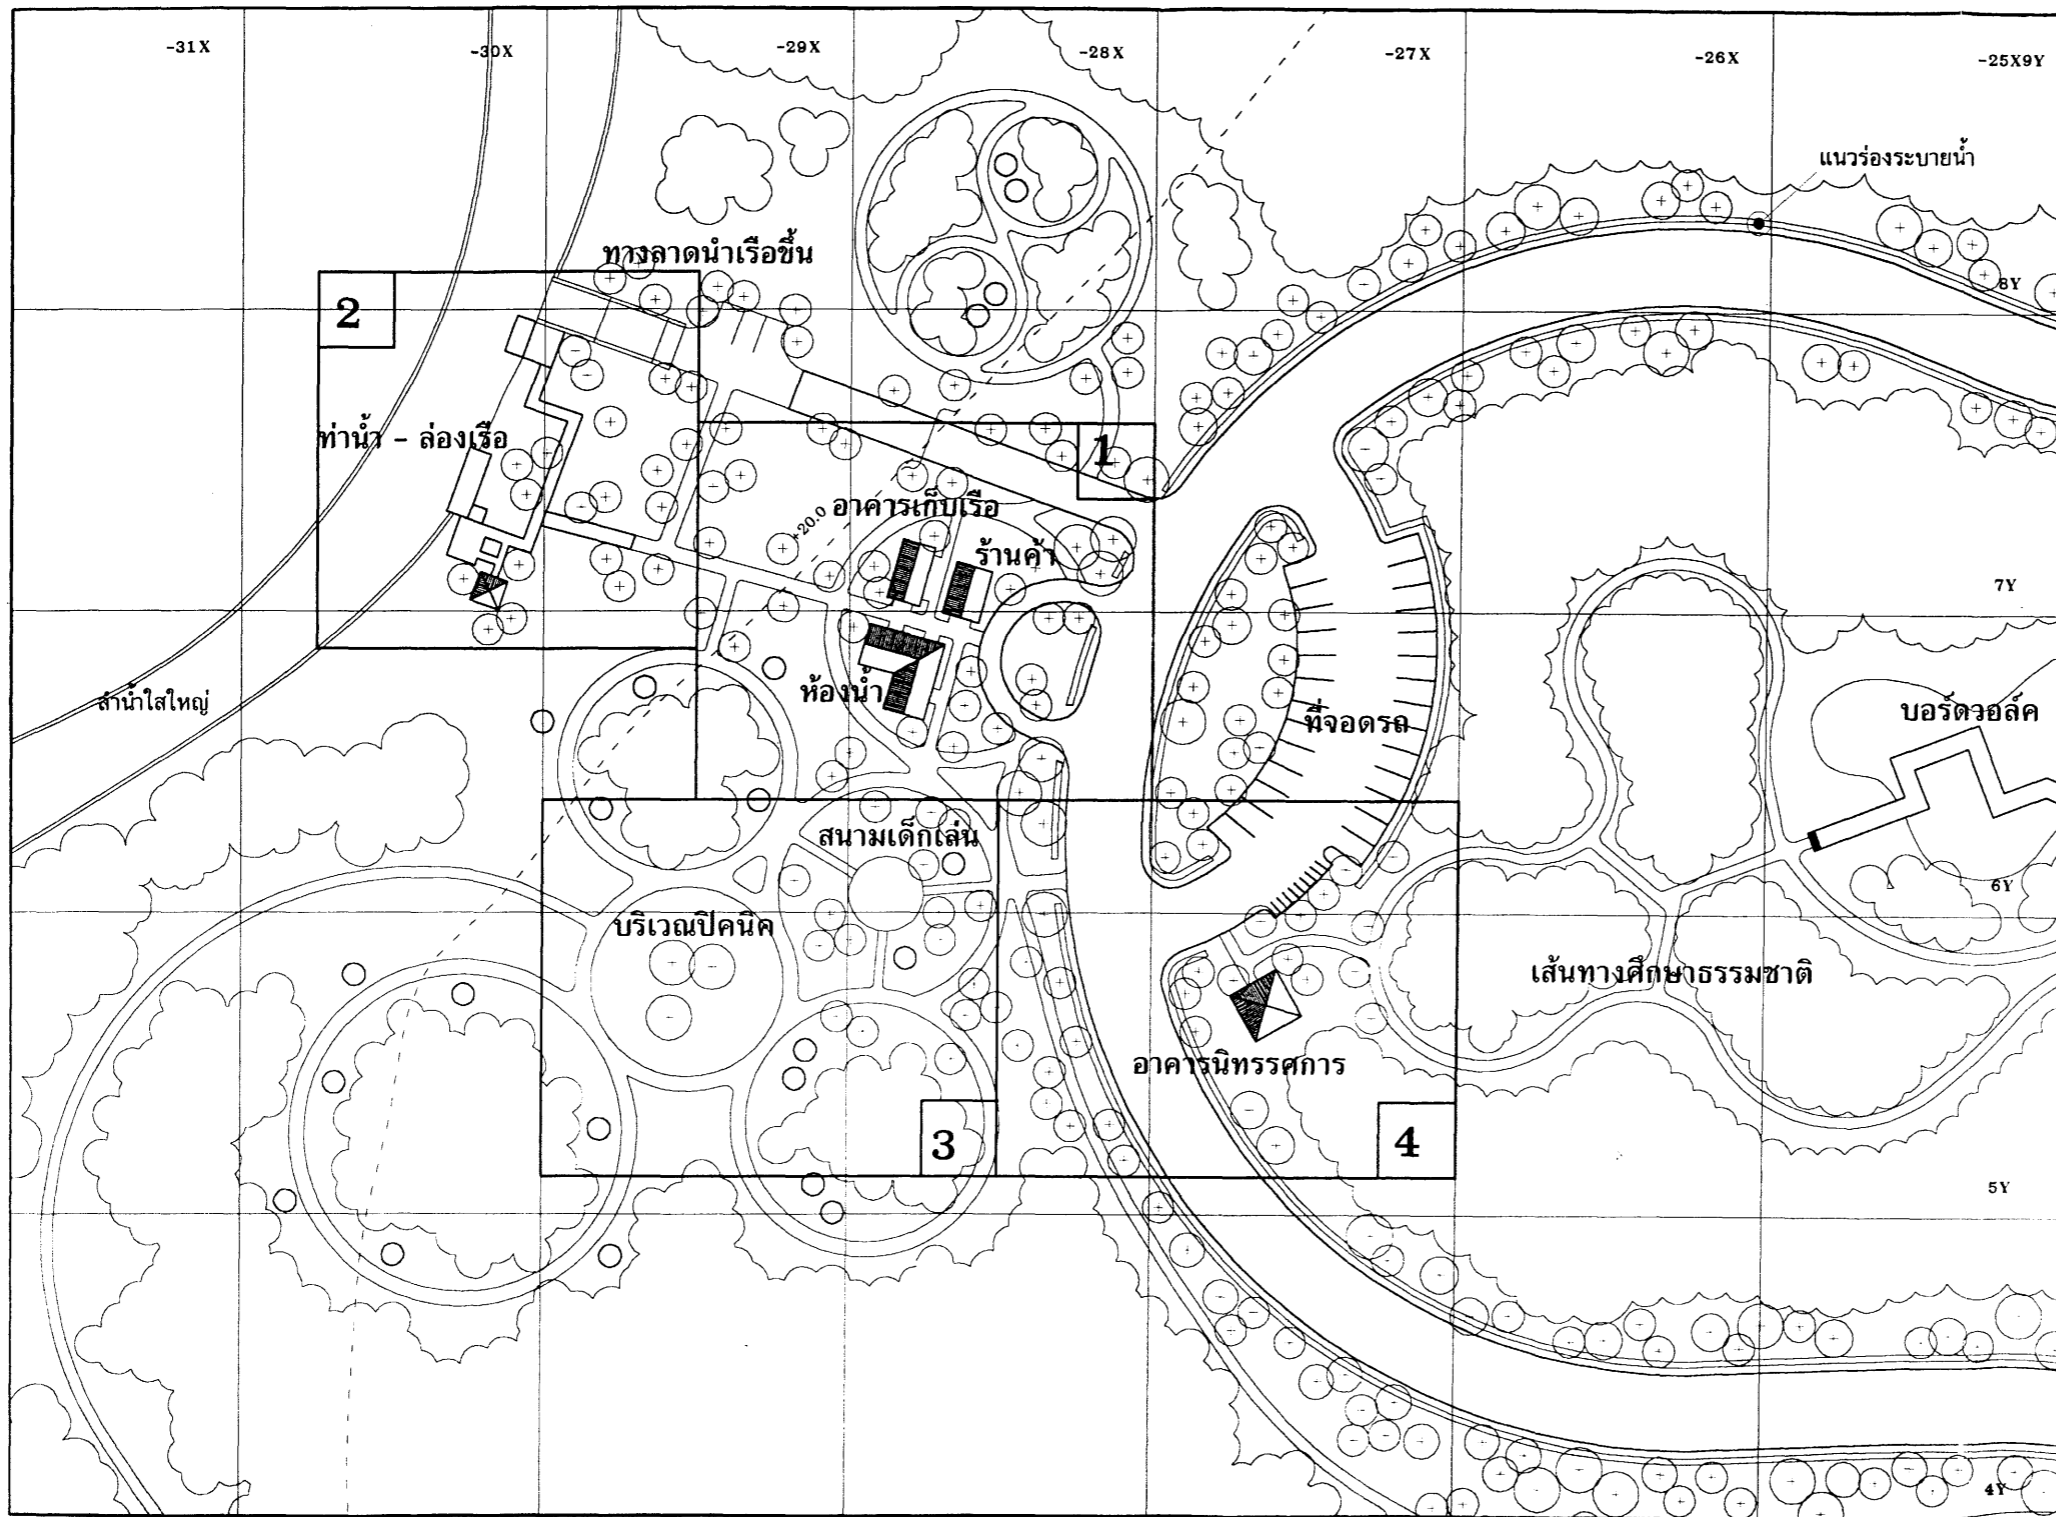 -31X
-30X
-29X
-28X
-27X
-26X
-25X9Y
แนวร่องระบายน้ำ
ทางลาดนำเรือขึ้น
8Y
2
ท่าน้ำ - ล่องเรือ
1
อาคารเก็บเรือ
+20.0
ร้านค้า
7Y
ห้องน้ำ
ลำน้ำใสใหญ่
ที่จอดรถ
บอร์ดวอล์ค
สนามเด็กเล่น
6Y
บริเวณปิคนิค
เส้นทางศึกษาธรรมชาติ
อาคารนิทรรศการ
3
4
5Y
4Y